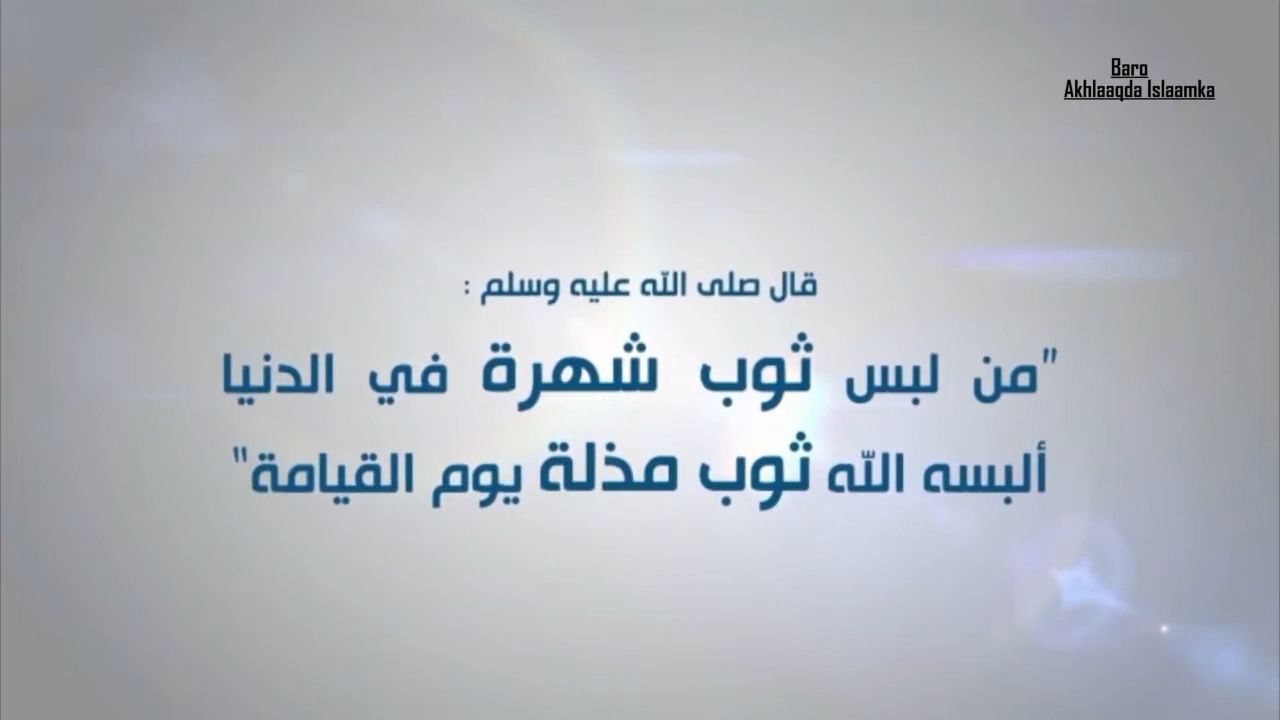 Baro
Akhlaaqda Islaamka
قال صلى الله عليه وسلم :
"من لبس ثوب شهرة في الدنيا
ألبسه اللّه ثوب مذلة يوم القيامة"